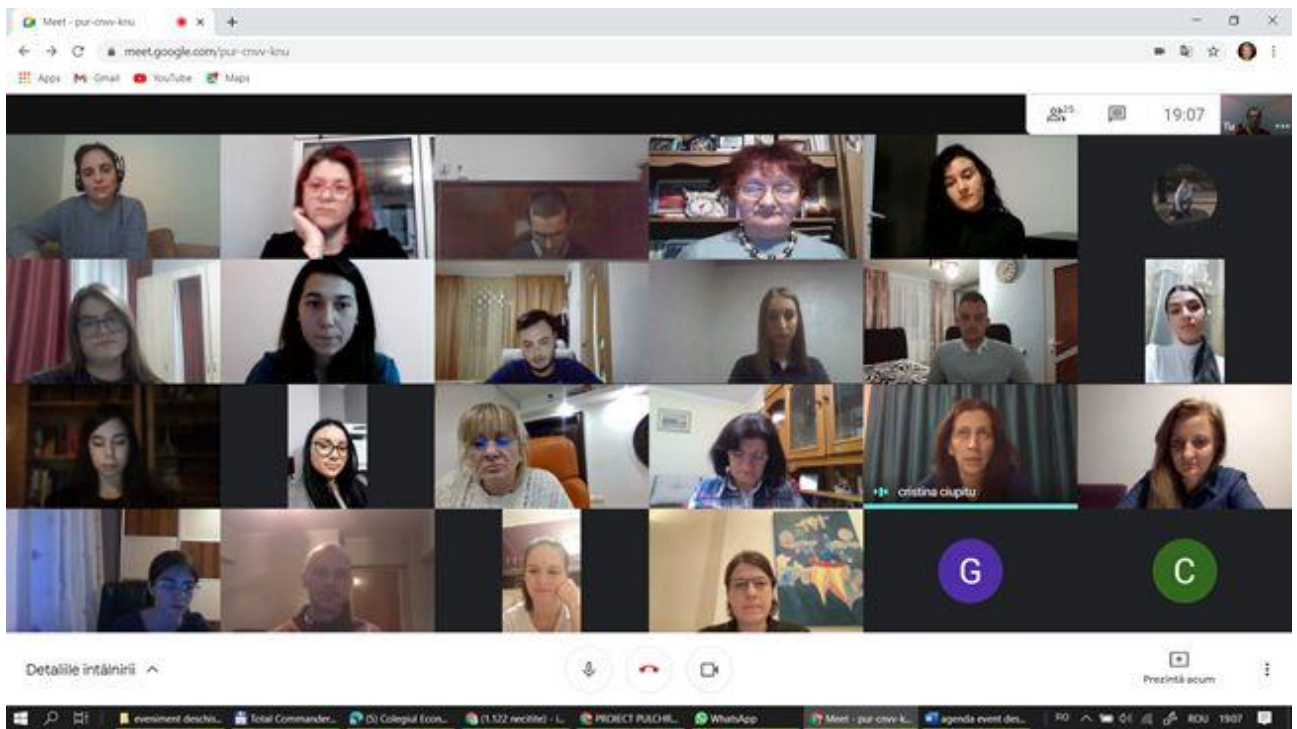 Meet - pur-cnvv-knu
meet.google.com/pur-cnvv-knu
Apps
Gmail
YouTube
Maps
25
19:07
Tu
cristina ciupitu
G
C
Detaliile întâlnirii
Prezintă acum
eveniment deschis...
Total Commander...
(5) Colegiul Econ...
(1.122 necitite) - i...
PROIECT PULCHR...
WhatsApp
Meet - pur-cnvv-k...
agenda event des...
RO
ROU
1907